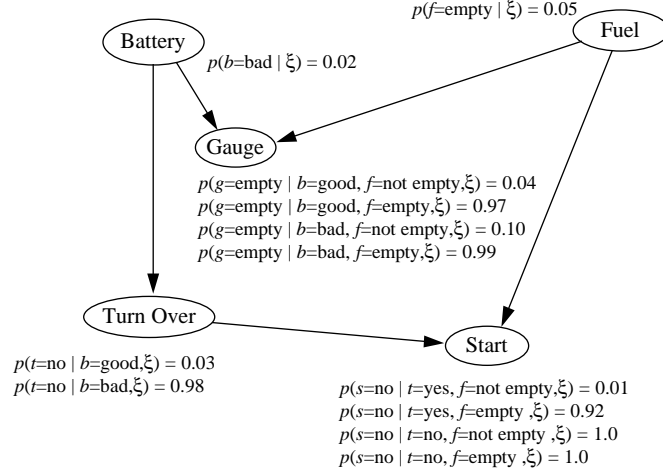 p(f=empty | ξ) = 0.05
Battery
Fuel
p(b=bad | ξ) = 0.02
Gauge
p(g=empty | b=good, f=not empty,ξ) = 0.04
p(g=empty | b=good, f=empty,ξ) = 0.97
p(g=empty | b=bad, f=not empty,ξ) = 0.10
p(g=empty | b=bad, f=empty,ξ) = 0.99
Turn Over
Start
p(t=no | b=good,ξ) = 0.03
p(t=no | b=bad,ξ) = 0.98
p(s=no | t=yes, f=not empty,ξ) = 0.01
p(s=no | t=yes, f=empty ,ξ) = 0.92
p(s=no | t=no, f=not empty ,ξ) = 1.0
p(s=no | t=no, f=empty ,ξ) = 1.0